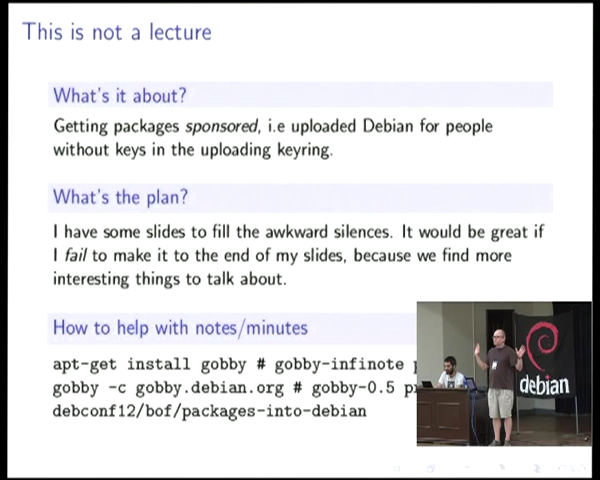 This is not a lecture
What's it about?
Getting packages sponsored, i.e uploaded Debian for people
without keys in the uploading keyring.
What's the plan?
I have some slides to fill the awkward silences. It would be great if
I fail to make it to the end of my slides, because we find more
interesting things to talk about.
How to help with notes/minutes
apt-get install gobby # gobby-infinote
gobby -c gobby.debian.org # gobby-0.5
debconf12/bof/packages-into-debian
debian